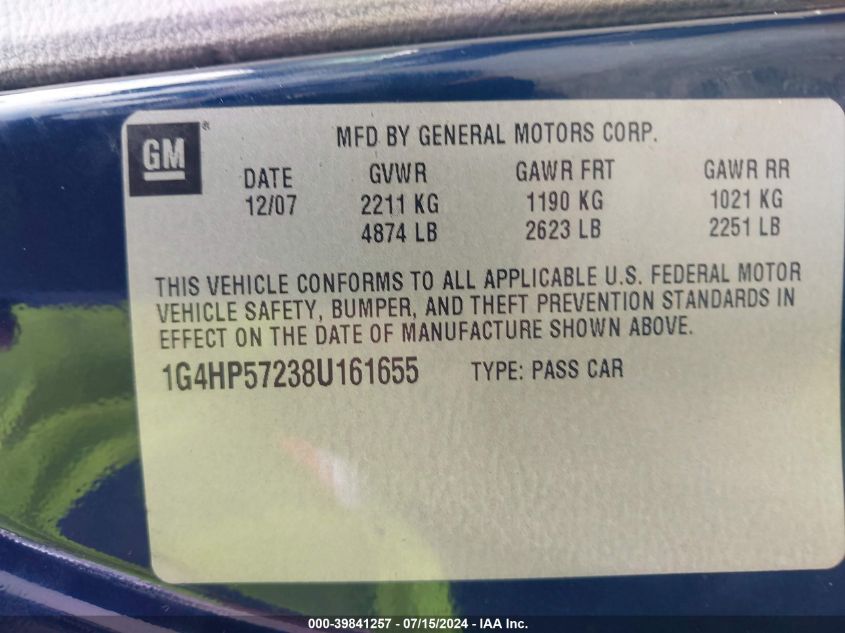 GM®
MFD BY GENERAL MOTORS CORP.
DATE GVWR GAWR FRT GAWR RR
12/07 2211 KG 1190 KG 1021 KG
4874 LB 2623 LB 2251 LB
THIS VEHICLE CONFORMS TO ALL APPLICABLE U.S. FEDERAL MOTOR
VEHICLE SAFETY, BUMPER, AND THEFT PREVENTION STANDARDS IN
EFFECT ON THE DATE OF MANUFACTURE SHOWN ABOVE.
1G4HP57238U161655 TYPE: PASS CAR
000-39841257 - 07/15/2024 - IAA Inc.